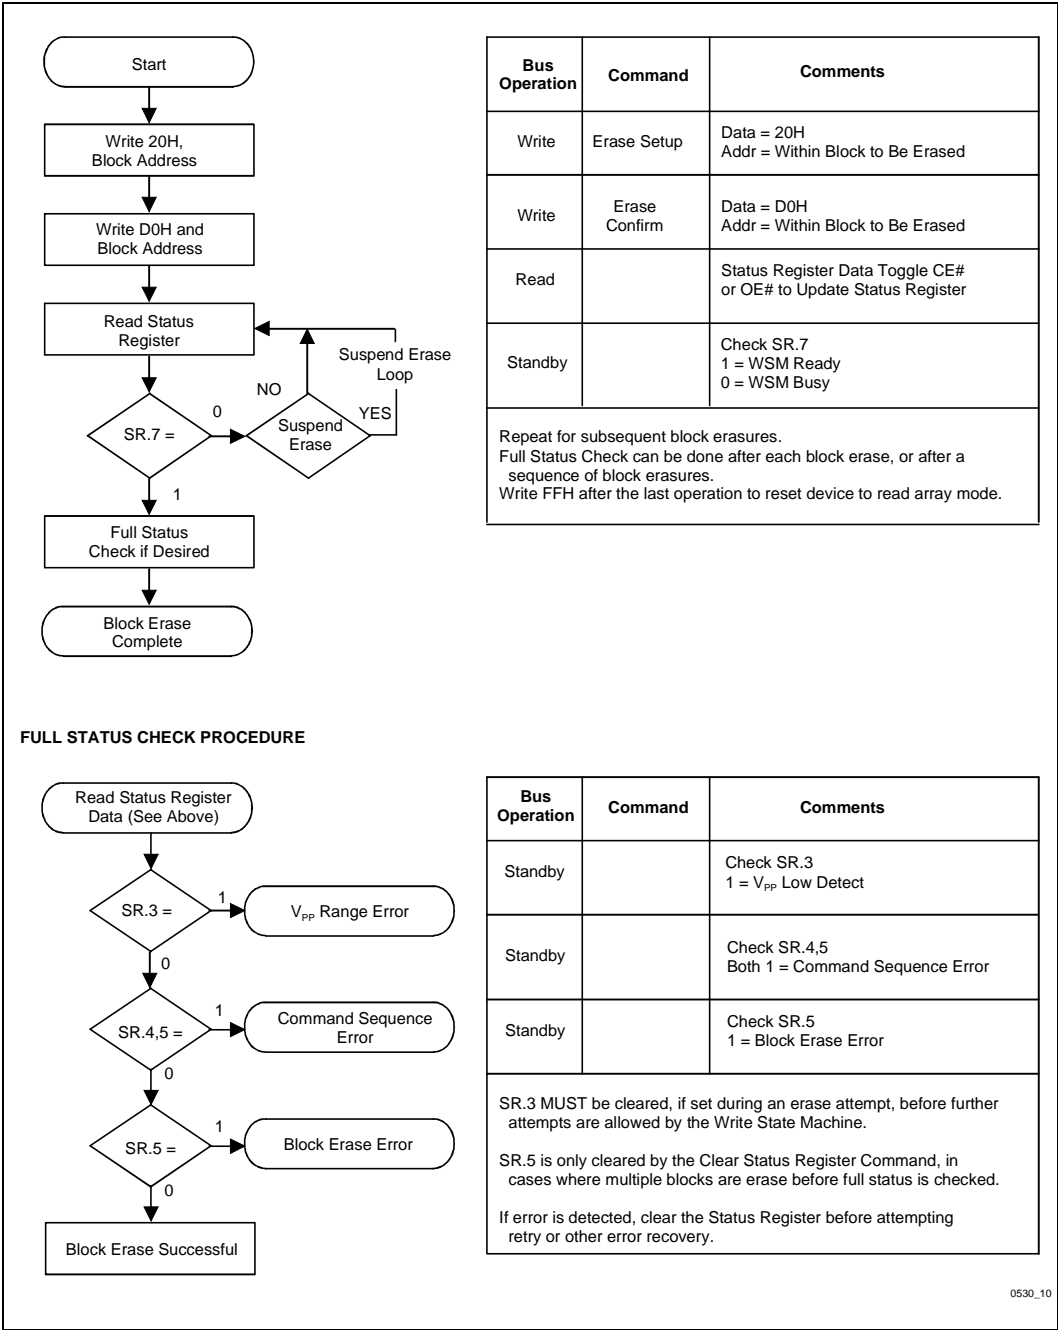 Start
Write 20H,
Block Address
Write D0H and
Block Address
Read Status
Register
Suspend Erase
Loop
NO
YES
0
SR.7 =
Suspend
Erase
1
Full Status
Check if Desired
Block Erase
Complete
Bus
Operation
Command
Comments
Write
Erase Setup
Data = 20H
Addr = Within Block to Be Erased
Write
Erase
Confirm
Data = D0H
Addr = Within Block to Be Erased
Read
Status Register Data Toggle CE#
or OE# to Update Status Register
Standby
Check SR.7
1 = WSM Ready
0 = WSM Busy
Repeat for subsequent block erasures.
Full Status Check can be done after each block erase, or after a
sequence of block erasures.
Write FFH after the last operation to reset device to read array mode.
FULL STATUS CHECK PROCEDURE
Read Status Register
Data (See Above)
SR.3 =
1
VPP Range Error
0
SR.4,5 =
1
Command Sequence
Error
0
SR.5 =
1
Block Erase Error
0
Block Erase Successful
Bus
Operation
Command
Comments
Standby
Check SR.3
1 = VPP Low Detect
Standby
Check SR.4,5
Both 1 = Command Sequence Error
Standby
Check SR.5
1 = Block Erase Error
SR.3 MUST be cleared, if set during an erase attempt, before further
attempts are allowed by the Write State Machine.
SR.5 is only cleared by the Clear Status Register Command, in
cases where multiple blocks are erase before full status is checked.
If error is detected, clear the Status Register before attempting
retry or other error recovery.
0530_10